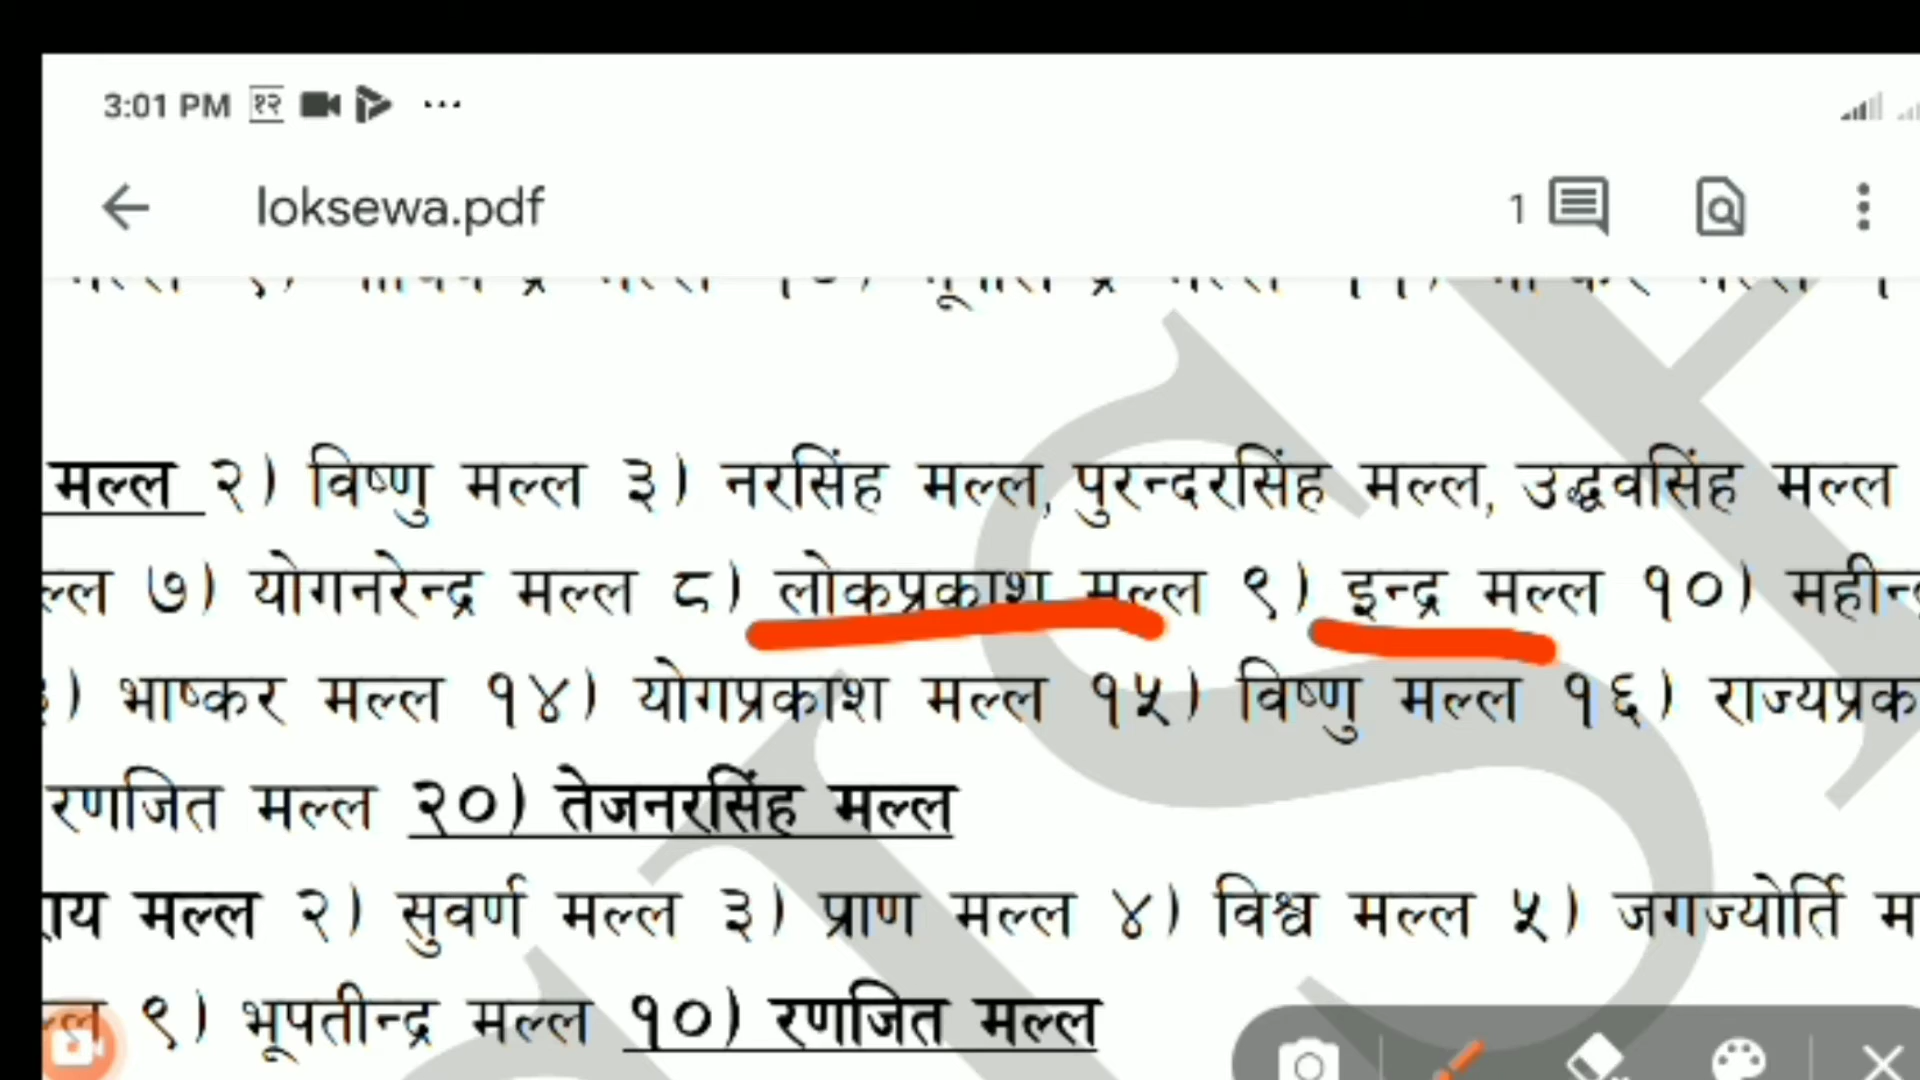 3:01 PM १२ ...
loksewa.pdf 1
मल्ल २) विष्णु मल्ल ३) नरसिंह मल्ल, पुरन्दरसिंह मल्ल, उद्धवसिंह मल्ल
ल्ल ७) योगनरेन्द्र मल्ल ८) लोकप्रकाश मल्ल ९) इन्द्र मल्ल १०)
) भाष्कर मल्ल १४) योगप्रकाश मल्ल १५) विष्णु मल्ल १६)
रणजित मल्ल २०) तेजनरसिंह मल्ल
मल्ल २) सुवर्ण मल्ल ३) प्राण मल्ल ४) विश्व मल्ल ५) जगज्योर्ति
९) भूपतीन्द्र मल्ल १०) रणजित मल्ल